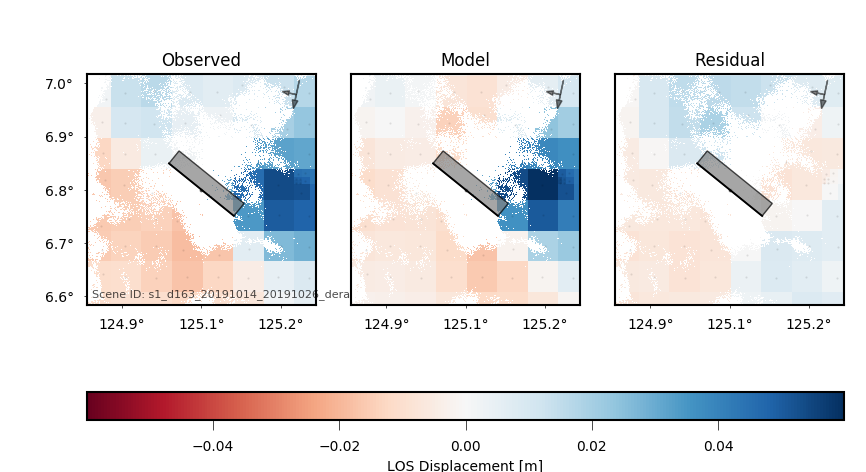 Observed Model Residual
7.0°
6.9°
6.8°
6.7°
6.6°
Scene ID: s1_d163_20191014_20191026_dera
124.9° 125.1° 125.2° 124.9° 125.1° 125.2° 124.9° 125.1° 125.2°
−0.04 −0.02 0.00 0.02 0.04
LOS Displacement [m]